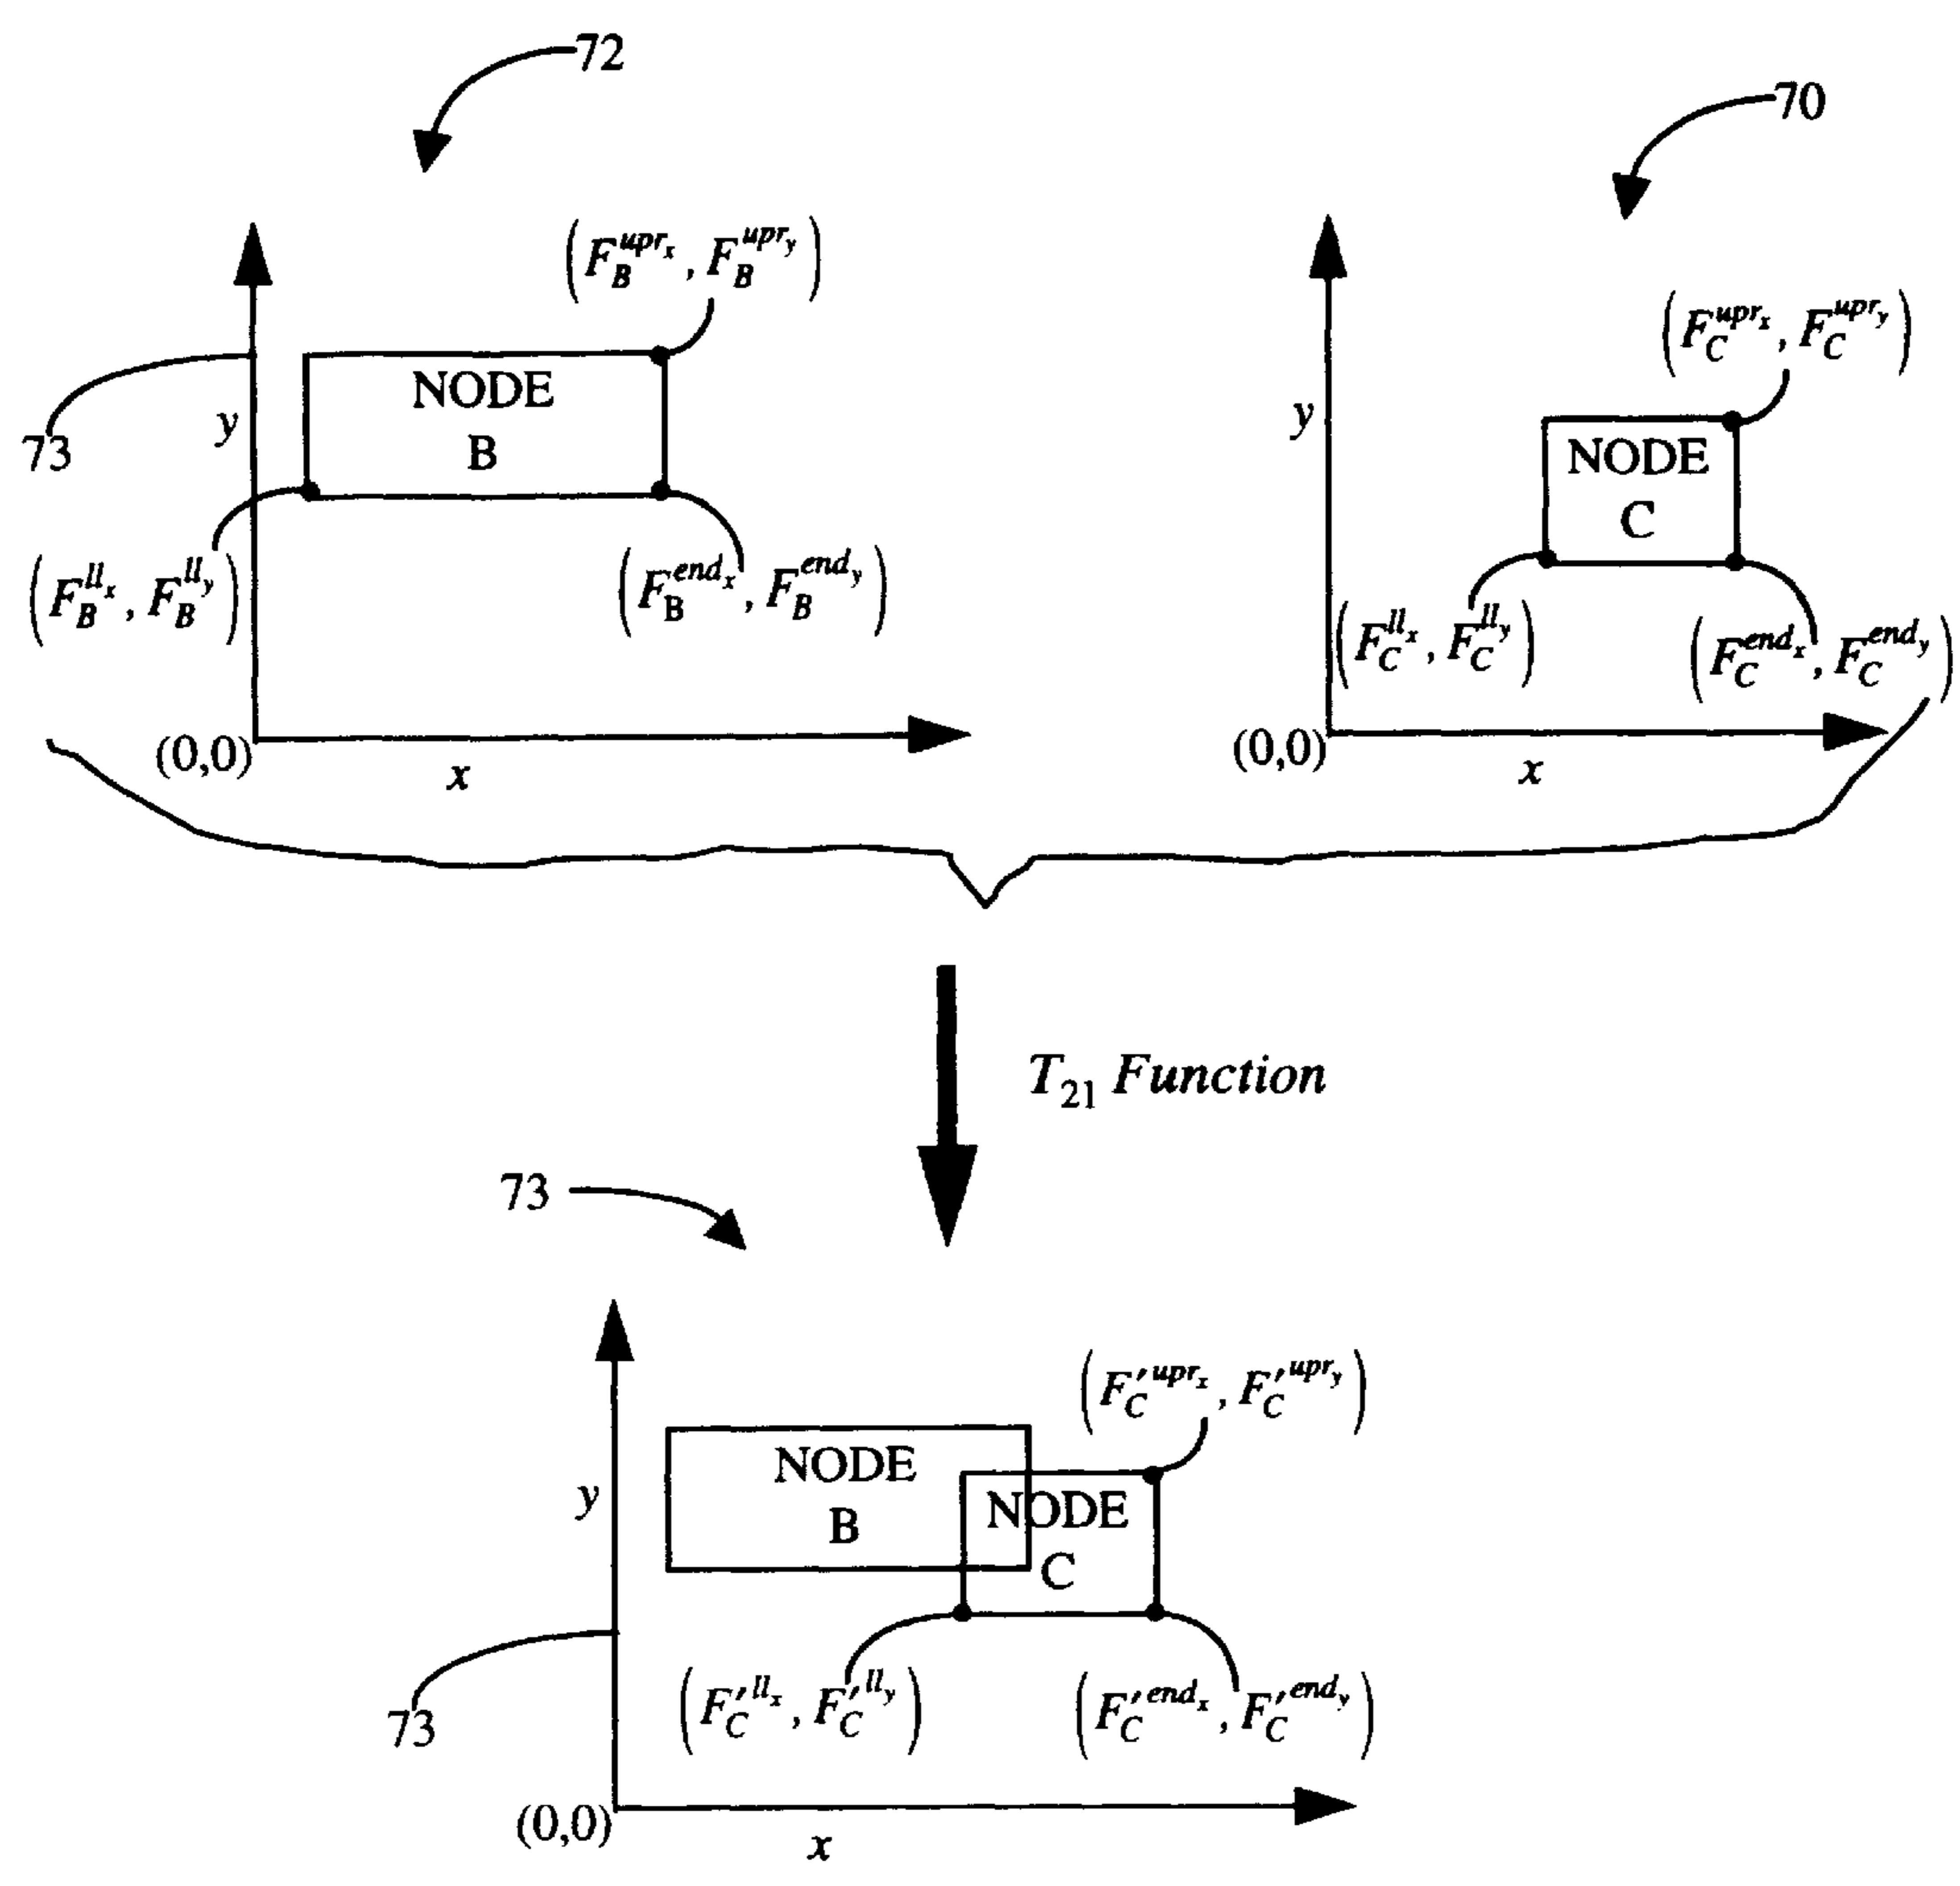 72
70
(F_B^{upr_x}, F_B^{upr_y})
(F_C^{upr_x}, F_C^{upr_y})
NODE
B
y
73
y
NODE
C
(F_B^{ll_x}, F_B^{ll_y})
(F_B^{end_x}, F_B^{end_y})
(F_C^{ll_x}, F_C^{ll_y})
(F_C^{end_x}, F_C^{end_y})
(0,0)
x
(0,0)
x
T_{21} Function
73
(F'_C^{upr_x}, F'_C^{upr_y})
y
NODE
B
NODE
C
(F'_C^{ll_x}, F'_C^{ll_y})
(F'_C^{end_x}, F'_C^{end_y})
73
(0,0)
x